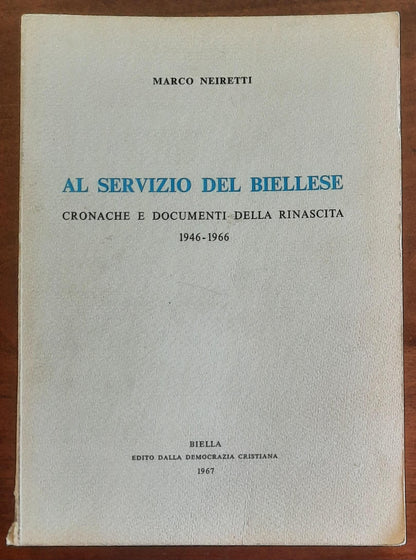 MARCO NEIRETTI
AL SERVIZIO DEL BIELLESE
CRONACHE E DOCUMENTI DELLA RINASCITA
1946-1966
BIELLA
EDITO DALLA DEMOCRAZIA CRISTIANA
1967